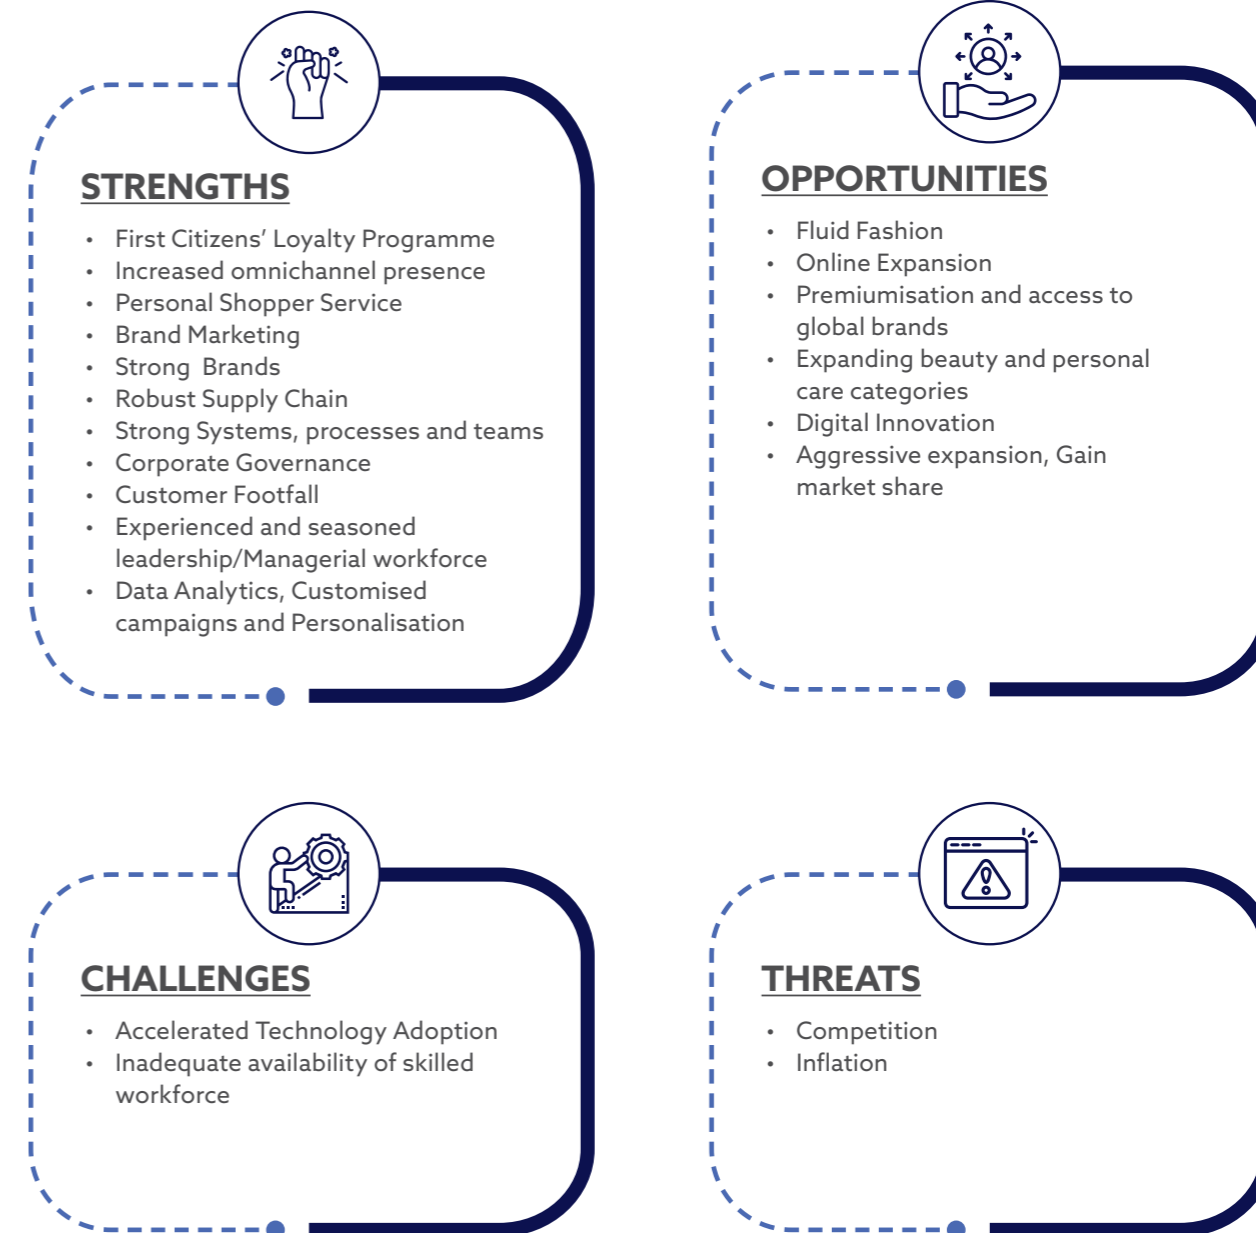 STRENGTHS
• First Citizens’ Loyalty Programme
• Increased omnichannel presence
• Personal Shopper Service
• Brand Marketing
• Strong  Brands
• Robust Supply Chain
• Strong Systems, processes and teams
• Corporate Governance
• Customer Footfall
• Experienced and seasoned
leadership/Managerial workforce
• Data Analytics, Customised
campaigns and Personalisation
OPPORTUNITIES
• Fluid Fashion
• Online Expansion
• Premiumisation and access to
global brands
• Expanding beauty and personal
care categories
• Digital Innovation
• Aggressive expansion, Gain
market share
CHALLENGES
• Accelerated Technology Adoption
• Inadequate availability of skilled
workforce
THREATS
• Competition
• Inflation